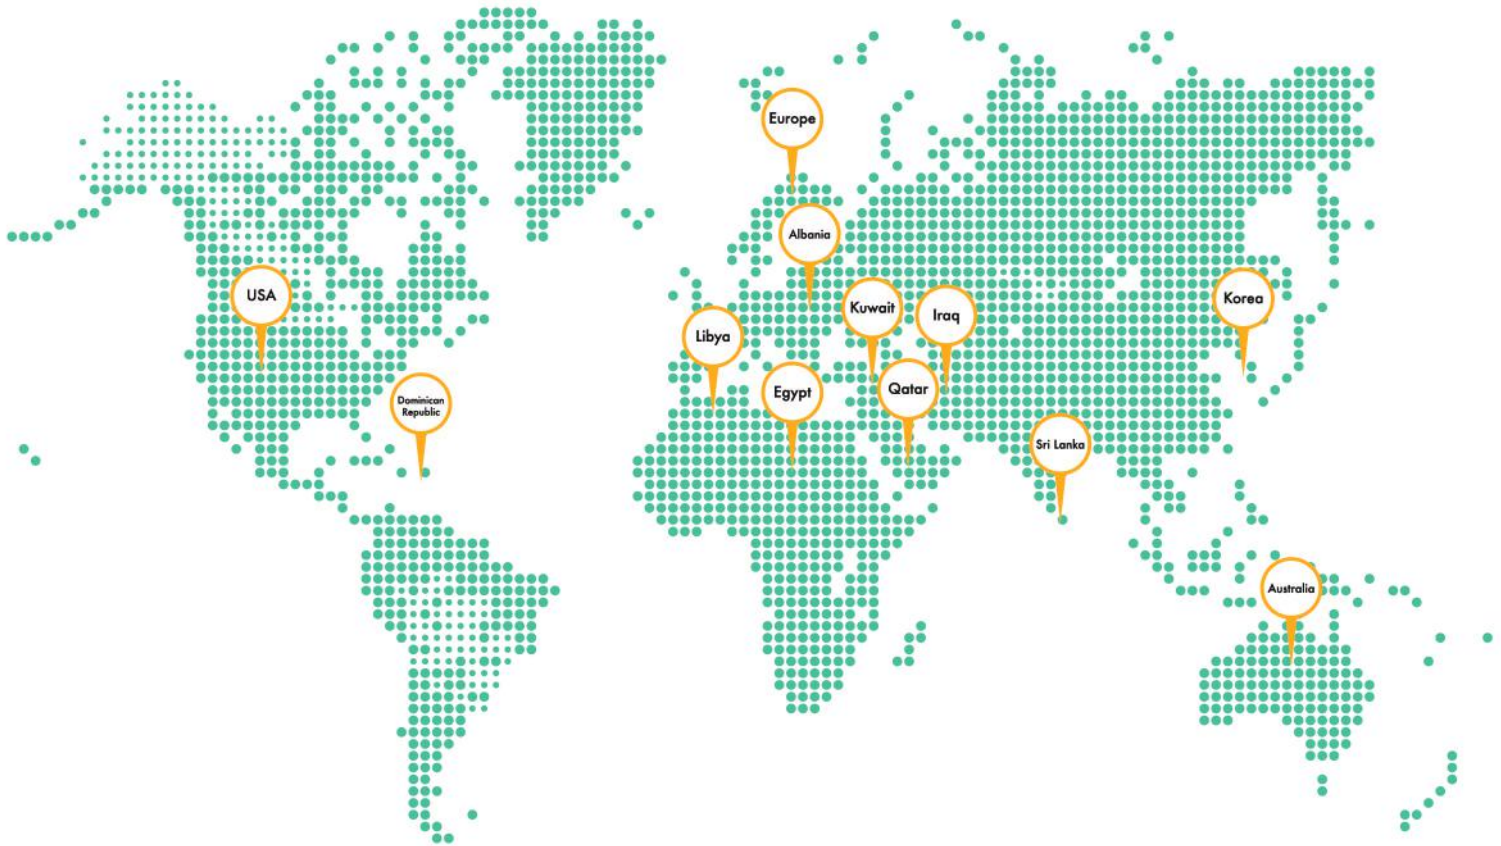 Europe
Albania
USA
Korea
Kuwait
Iraq
Libya
Qatar
Egypt
Dominican
Republic
Sri Lanka
Australia